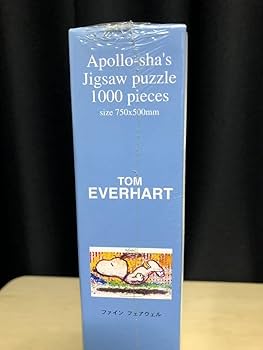 Apollo-sha's
Jigsaw puzzle
1000 pieces
size 750x500mm
TOM
EVERHART
ファイン フェアウェル